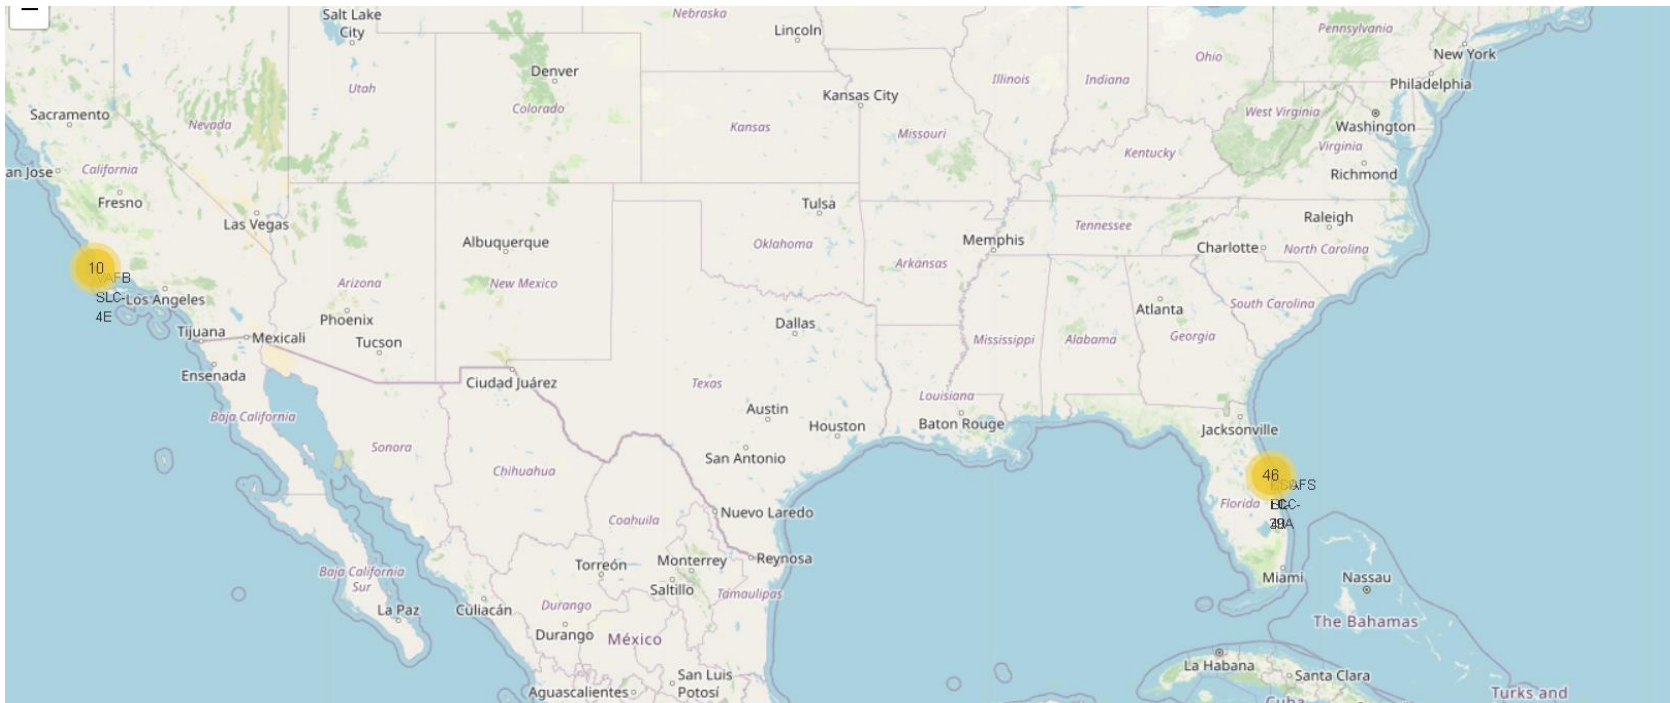 Salt Lake
City
Nebraska
Lincoln
Pennsylvania
New York
Denver
Illinois
Indiana
Ohio
Philadelphia
Utah
Colorado
Kansas City
Sacramento
Nevada
Kansas
Missouri
West Virginia
Washington
Virginia
Kentucky
an Jose
California
Richmond
Fresno
Tulsa
Las Vegas
Raleigh
Tennessee
Albuquerque
Oklahoma
Memphis
Charlotte
North Carolina
10
VAFB
SLC-
4E
Los Angeles
Arizona
New Mexico
Arkansas
South Carolina
Atlanta
Phoenix
Dallas
Tijuana
Mexicali
Tucson
Mississippi
Alabama
Georgia
Ensenada
Ciudad Juárez
Texas
Louisiana
Baja California
Austin
Houston
Baton Rouge
Jacksonville
Sonora
San Antonio
Chihuahua
46
Florida
Nuevo Laredo
Coahuila
Torreón
Monterrey
Reynosa
Baja California
Sur
Saltillo
Tamaulipas
Miami
Nassau
La Paz
Culiacán
Durango
Durango
México
The Bahamas
La Habana
Santa Clara
San Luis
Potosí
Aguascalientes
Cuba
Turks and